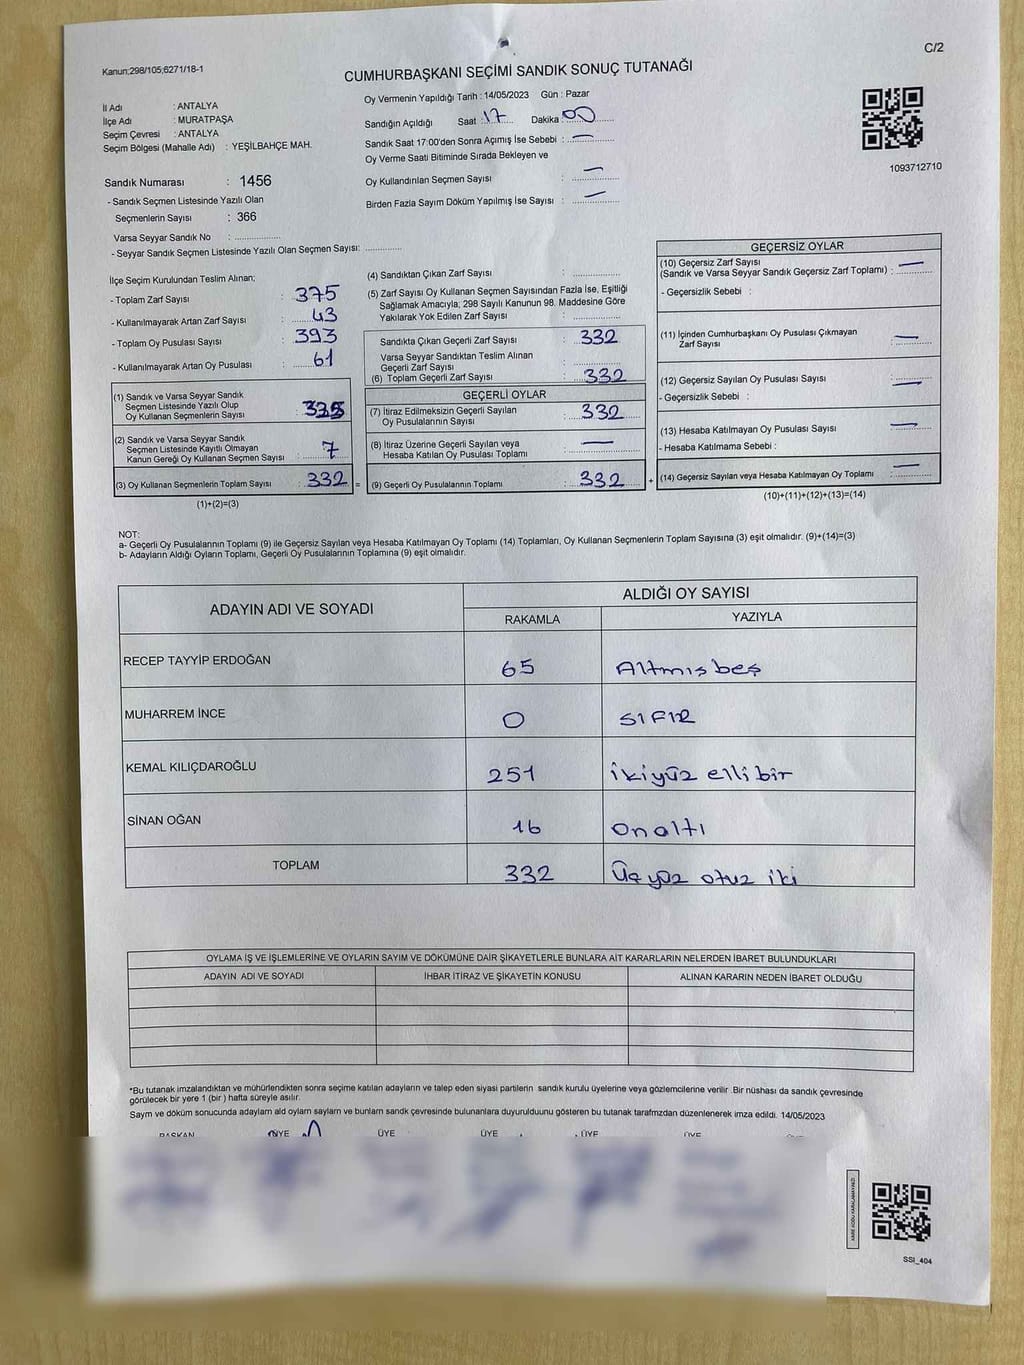 Kanun;298/105;6271/18-1
C/2
CUMHURBAŞKANI SEÇİMİ SANDIK SONUÇ TUTANAĞI
İl Adı : ANTALYA
İlçe Adı : MURATPAŞA
Seçim Çevresi : ANTALYA
Seçim Bölgesi (Mahalle Adı) : YEŞİLBAHÇE MAH.
Sandık Numarası : 1456
- Sandık Seçmen Listesinde Yazılı Olan
Seçmenlerin Sayısı : 366
Varsa Seyyar Sandık No : ....................
- Seyyar Sandık Seçmen Listesinde Yazılı Olan Seçmen Sayısı: ..............
Oy Vermenin Yapıldığı Tarih : 14/05/2023 Gün : Pazar
Sandığın Açıldığı Saat : 17 Dakika : 00
Sandık Saat 17:00'den Sonra Açımış İse Sebebi : —
Oy Verme Saati Bitiminde Sırada Bekleyen ve
Oy Kullandırılan Seçmen Sayısı : —
Birden Fazla Sayım Döküm Yapılmış İse Sayısı : —
1093712710
İlçe Seçim Kurulundan Teslim Alınan;
- Toplam Zarf Sayısı : 375
- Kullanılmayarak Artan Zarf Sayısı : 43
- Toplam Oy Pusulası Sayısı : 393
- Kullanılmayarak Artan Oy Pusulası : 61
(1) Sandık ve Varsa Seyyar Sandık
Seçmen Listesinde Yazılı Olup
Oy Kullanan Seçmenlerin Sayısı : 325
(2) Sandık ve Varsa Seyyar Sandık
Seçmen Listesinde Kayıtlı Olmayan
Kanun Gereği Oy Kullanan Seçmen Sayısı : 7
(3) Oy Kullanan Seçmenlerin Toplam Sayısı : 332 =
(1)+(2)=(3)
(4) Sandıktan Çıkan Zarf Sayısı : ..............
(5) Zarf Sayısı Oy Kullanan Seçmen Sayısından Fazla İse, Eşitliği
Sağlamak Amacıyla; 298 Sayılı Kanunun 98. Maddesine Göre
Yakılarak Yok Edilen Zarf Sayısı : ..............
Sandıkta Çıkan Geçerli Zarf Sayısı : 332
Varsa Seyyar Sandıktan Teslim Alınan
Geçerli Zarf Sayısı : ..............
(6) Toplam Geçerli Zarf Sayısı : 332
GEÇERLİ OYLAR
(7) İtiraz Edilmeksizin Geçerli Sayılan
Oy Pusulalarının Sayısı : 332
(8) İtiraz Üzerine Geçerli Sayılan veya
Hesaba Katılan Oy Pusulası Toplamı : —
(9) Geçerli Oy Pusulalarının Toplamı : 332 +
GEÇERSİZ OYLAR
(10) Geçersiz Zarf Sayısı
(Sandık ve Varsa Seyyar Sandık Geçersiz Zarf Toplamı) : —
- Geçersizlik Sebebi :
(11) İçinden Cumhurbaşkanı Oy Pusulası Çıkmayan
Zarf Sayısı : —
(12) Geçersiz Sayılan Oy Pusulası Sayısı : —
- Geçersizlik Sebebi :
(13) Hesaba Katılmayan Oy Pusulası Sayısı : —
- Hesaba Katılmama Sebebi :
(14) Geçersiz Sayılan veya Hesaba Katılmayan Oy Toplamı : —
(10)+(11)+(12)+(13)=(14)
NOT:
a- Geçerli Oy Pusulalarının Toplamı (9) ile Geçersiz Sayılan veya Hesaba Katılmayan Oy Toplamı (14) Toplamları, Oy Kullanan Seçmenlerin Toplam Sayısına (3) eşit olmalıdır. (9)+(14)=(3)
b- Adayların Aldığı Oyların Toplamı, Geçerli Oy Pusulalarının Toplamına (9) eşit olmalıdır.
ADAYIN ADI VE SOYADI
ALDIĞI OY SAYISI
RAKAMLA YAZIYLA
RECEP TAYYİP ERDOĞAN 65 Altmışbeş
MUHARREM İNCE 0 SIFIR
KEMAL KILIÇDAROĞLU 251 İkiyüz ellibir
SİNAN OĞAN 16 onaltı
TOPLAM 332 Üçyüz otuz iki
OYLAMA İŞ VE İŞLEMLERİNE VE OYLARIN SAYIM VE DÖKÜMÜNE DAİR ŞİKAYETLERLE BUNLARA AİT KARARLARIN NELERDEN İBARET BULUNDUKLARI
ADAYIN ADI VE SOYADI İHBAR İTİRAZ VE ŞİKAYETİN KONUSU ALINAN KARARIN NEDEN İBARET OLDUĞU
*Bu tutanak imzalandıktan ve mühürlendikten sonra seçime katılan adayların ve talep eden siyasi partilerin sandık kurulu üyelerine veya gözlemcilerine verilir .Bir nüshası da sandık çevresinde
görülecek bir yere 1 (bir ) hafta süreyle asılır.
Sayım ve döküm sonucunda adaylarn ald oylarn saylarn ve bunlarn sandk çevresinde bulunanlara duyurulduunu gösteren bu tutanak tarafmzdan düzenlenerek imza edildi. 14/05/2023
BAŞKAN ÜYE ÜYE ÜYE ÜYE ÜYE
SSI_404